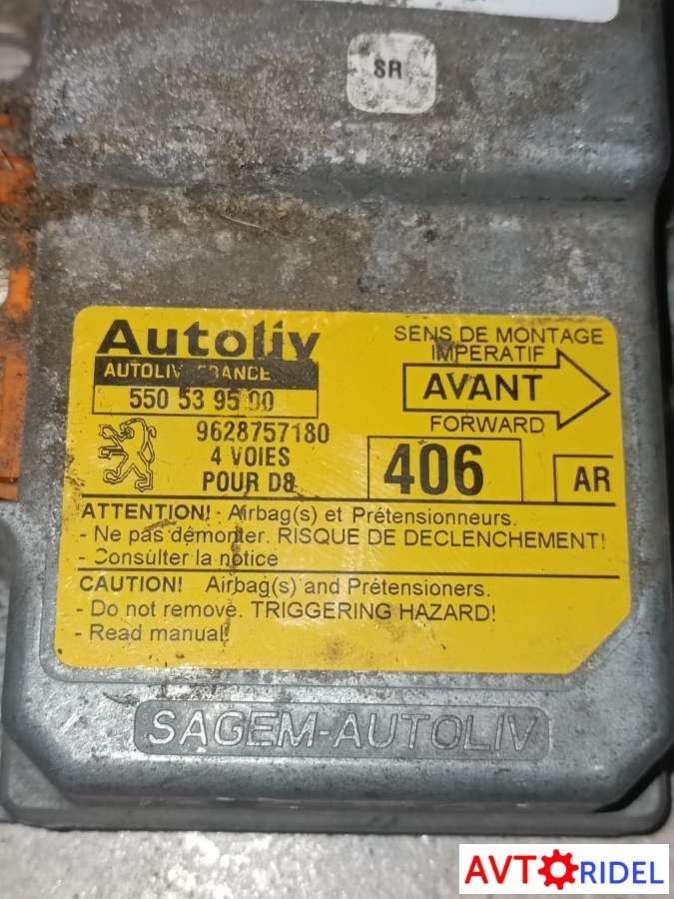 SR
Autoliv
AUTOLIV FRANCE
550 53 95 00
SENS DE MONTAGE
IMPERATIF
AVANT
FORWARD
9628757180
4 VOIES
POUR D8
406
AR
ATTENTION! - Airbag(s) et Prétensionneurs.
- Ne pas démonter. RISQUE DE DECLENCHEMENT!
- Consulter la notice
CAUTION! Airbag(s) and Prétensioners.
- Do not remove. TRIGGERING HAZARD!
- Read manual!
SAGEM-AUTOLIV
AVTORIDEL